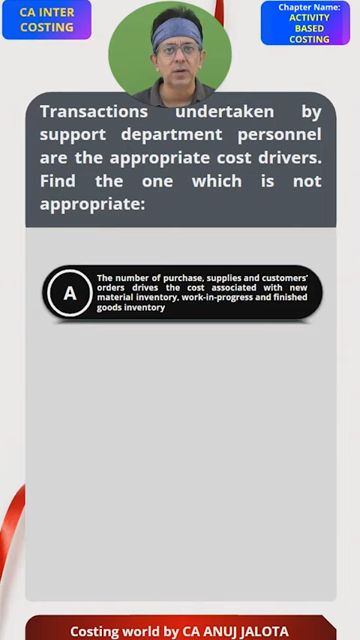 CA INTER
COSTING
Chapter Name:
ACTIVITY
BASED
COSTING
Transactions undertaken by
support department personnel
are the appropriate cost drivers.
Find the one which is not
appropriate:
A
The number of purchase, supplies and customers'
orders drives the cost associated with new
material inventory, work-in-progress and finished
goods inventory
Costing world by CA ANUJ JALOTA